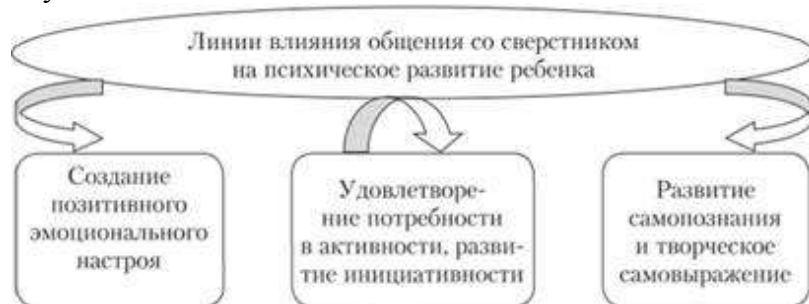 Линии влияния общения со сверстником
на психическое развитие ребенка
Создание
позитивного
эмоционального
настроя
Удовлетворе-
ние потребности
в активности, разви-
тие инициативности
Развитие
самопознания
и творческое
самовыражение